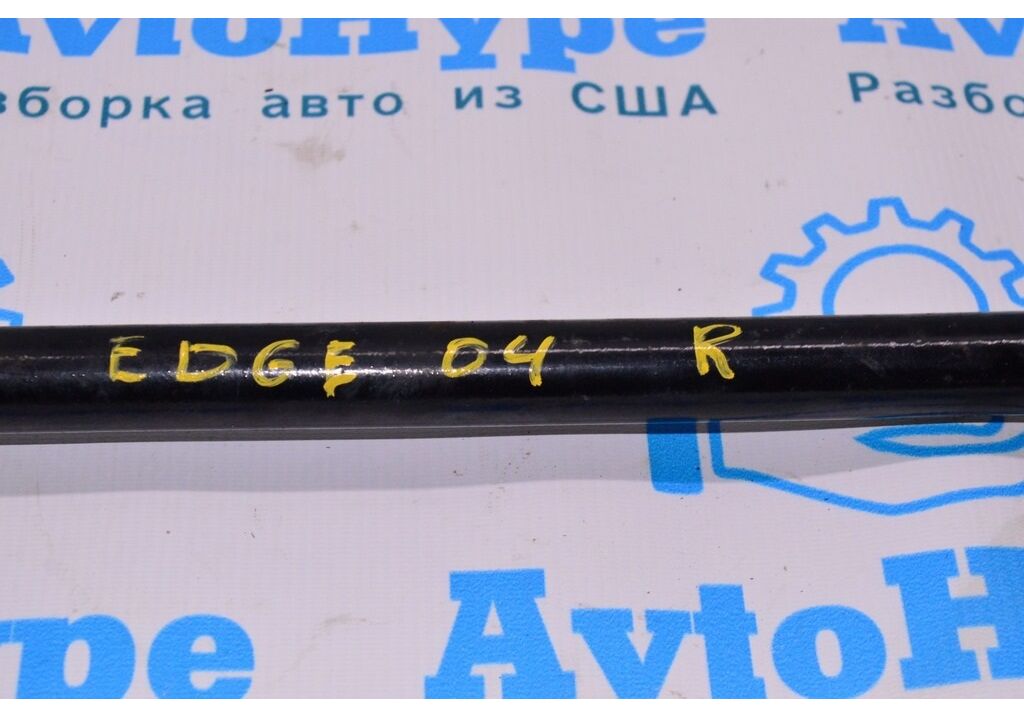 AvtoHype
зборка авто из США
Разбо
EDGE 04 R
ype
AvtoH